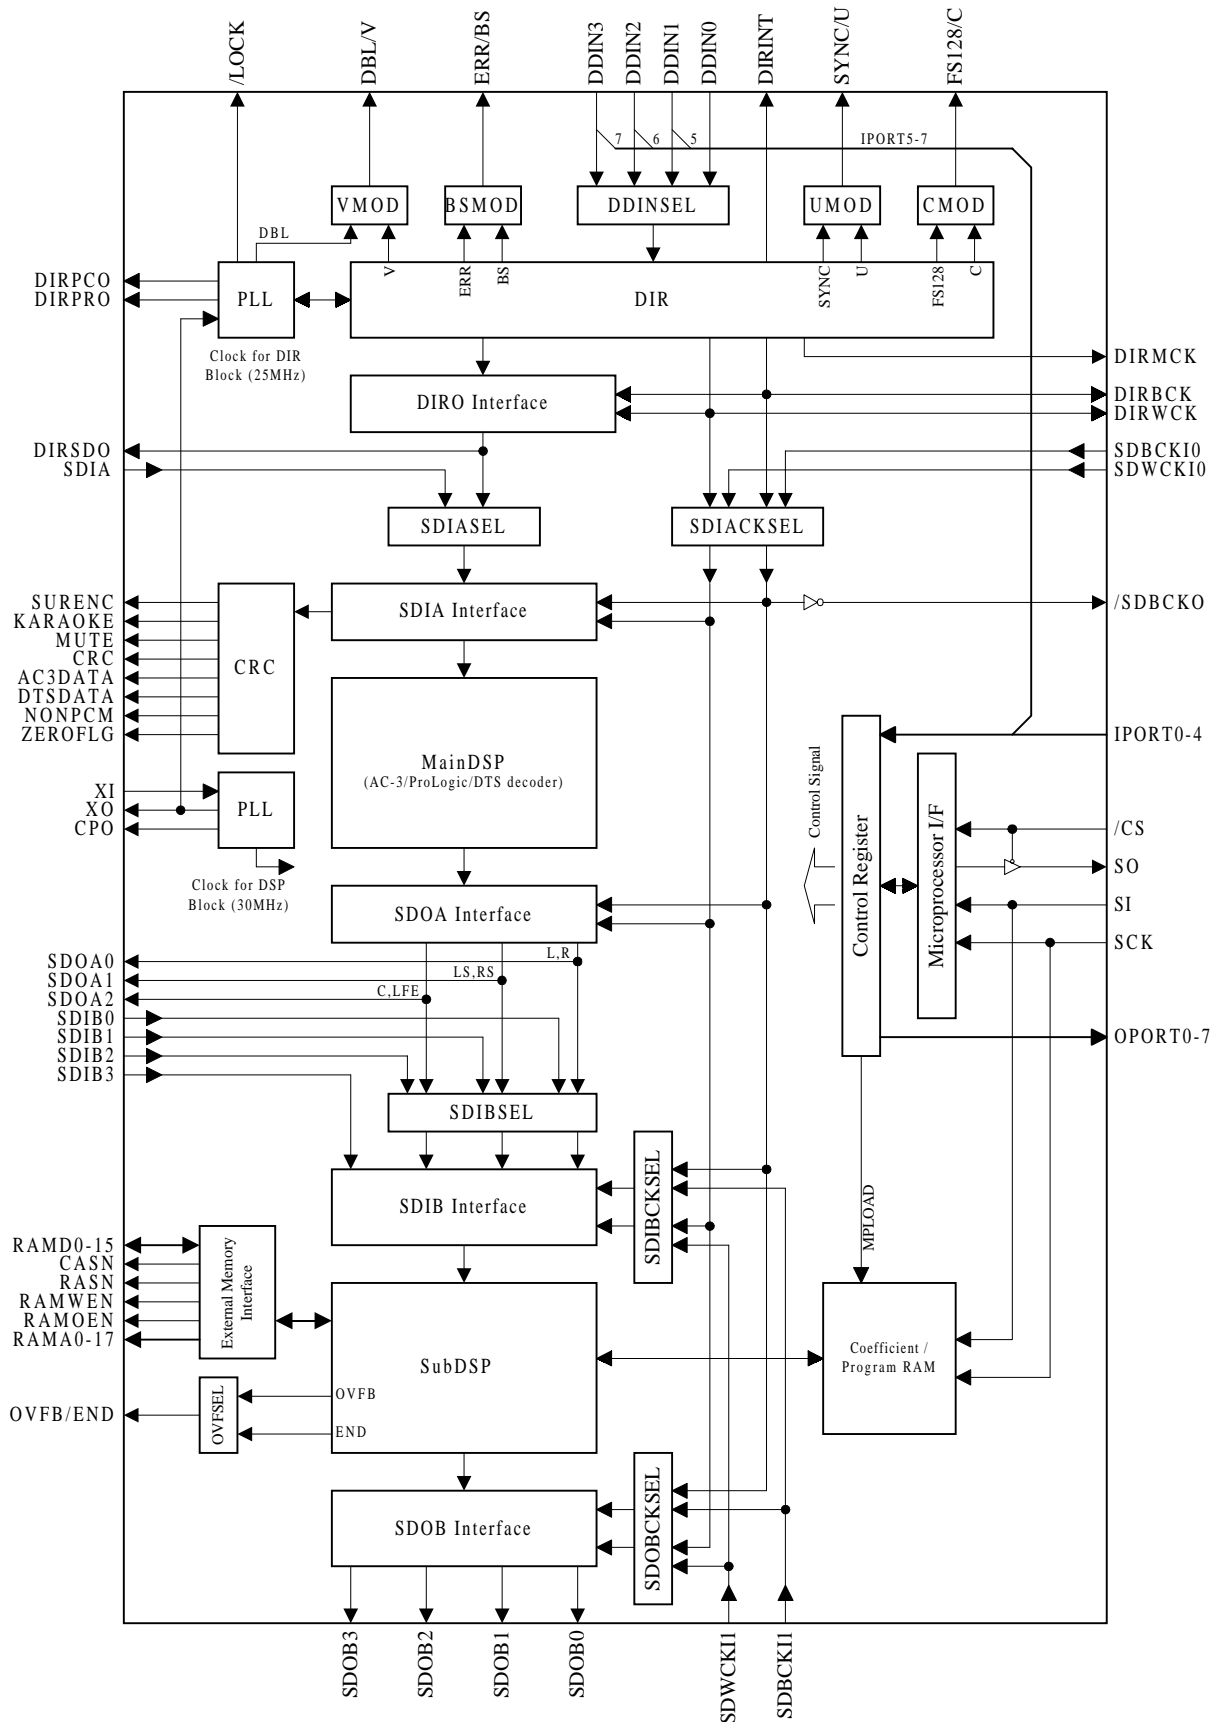 /LOCK
DBL/V
ERR/BS
DDIN3
DDIN2
DDIN1
DDIN0
DIRINT
SYNC/U
FS128/C
7
6
5
IPORT5-7
VMOD
BSMOD
DDINSEL
UMOD
CMOD
DBL
V
ERR
BS
SYNC
U
FS128
C
DIRPCO
DIRPRO
PLL
DIR
Clock for DIR
Block (25MHz)
DIRMCK
DIRO Interface
DIRBCK
DIRWCK
DIRSDO
SDIA
SDBCKI0
SDWCKI0
SDIASEL
SDIACKSEL
SURENC
KARAOKE
MUTE
CRC
AC3DATA
DTSDATA
NONPCM
ZEROFLG
CRC
SDIA Interface
/SDBCKO
MainDSP
(AC-3/ProLogic/DTS decoder)
IPORT0-4
XI
XO
CPO
PLL
Clock for DSP
Block (30MHz)
Control Signal
Control Register
Microprocessor I/F
/CS
SO
SI
SCK
SDOA Interface
SDOA0
SDOA1
SDOA2
SDIB0
SDIB1
SDIB2
SDIB3
L,R
LS,RS
C,LFE
OPORT0-7
SDIBSEL
SDIB Interface
SDIBCKSEL
MPLOAD
RAMD0-15
CASN
RASN
RAMWEN
RAMOEN
RAMA0-17
External Memory
Interface
SubDSP
Coefficient /
Program RAM
OVFB/END
OVFSEL
OVFB
END
SDOB Interface
SDOBCKSEL
SDOB3
SDOB2
SDOB1
SDOB0
SDWCKI1
SDBCKI1